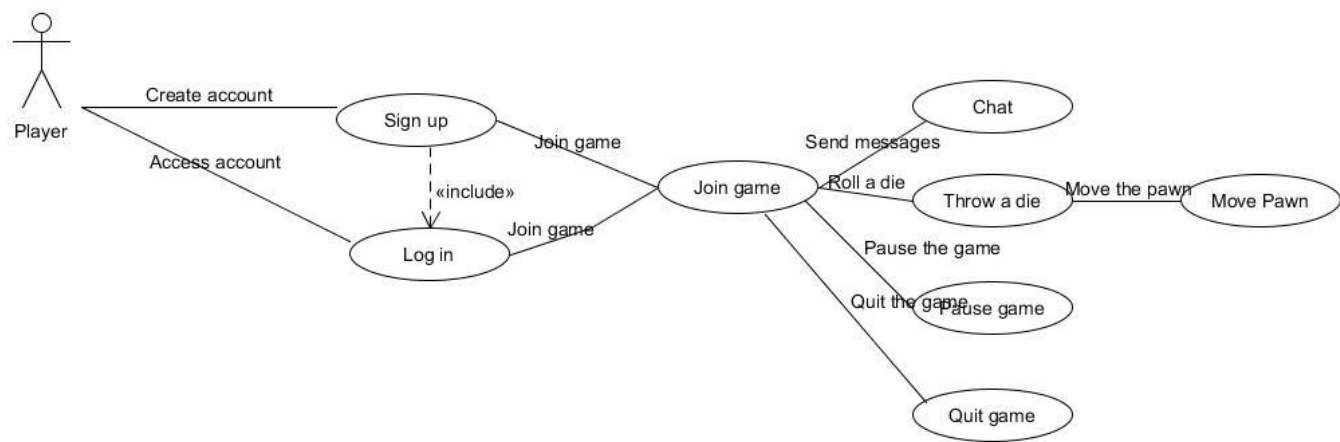 Player
Create account
Access account
Sign up
«include»
Log in
Join game
Join game
Join game
Send messages
Roll a die
Pause the game
Quit the game
Chat
Throw a die
Move the pawn
Move Pawn
Pause game
Quit game